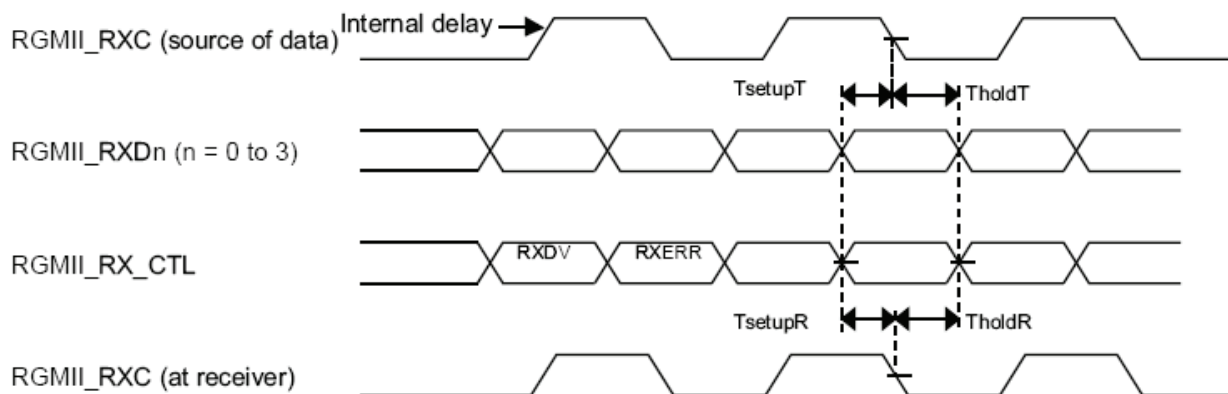 Internal delay
RGMII_RXC (source of data)
TsetupT TholdT
RGMII_RXDn (n = 0 to 3)
RXDV RXERR
RGMII_RX_CTL
TsetupR TholdR
RGMII_RXC (at receiver)